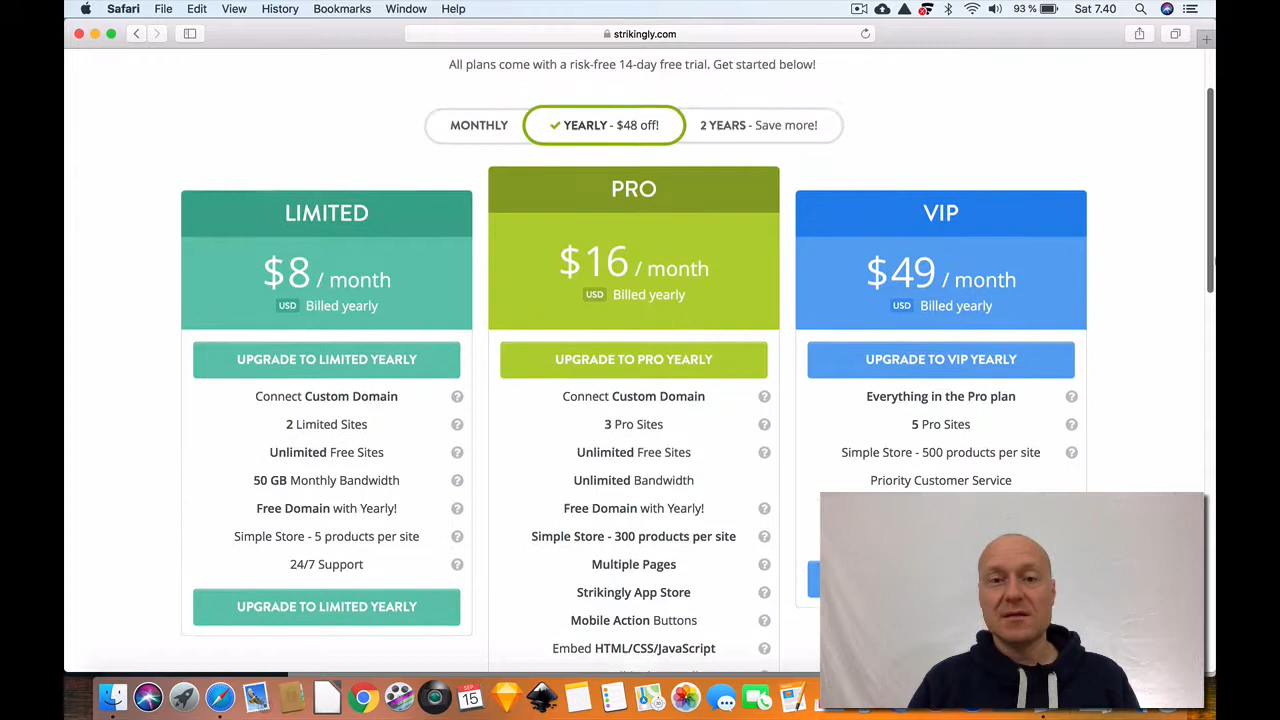 Safari File Edit View History Bookmarks Window Help 93 % Sat 7.40
strikingly.com
All plans come with a risk-free 14-day free trial. Get started below!
MONTHLY YEARLY - $48 off! 2 YEARS - Save more!
LIMITED
$8 / month
USD Billed yearly
UPGRADE TO LIMITED YEARLY
Connect Custom Domain ?
2 Limited Sites ?
Unlimited Free Sites ?
50 GB Monthly Bandwidth ?
Free Domain with Yearly! ?
Simple Store - 5 products per site ?
24/7 Support ?
UPGRADE TO LIMITED YEARLY
PRO
$16 / month
USD Billed yearly
UPGRADE TO PRO YEARLY
Connect Custom Domain ?
3 Pro Sites ?
Unlimited Free Sites ?
Unlimited Bandwidth
Free Domain with Yearly! ?
Simple Store - 300 products per site ?
Multiple Pages ?
Strikingly App Store ?
Mobile Action Buttons ?
Embed HTML/CSS/JavaScript ?
VIP
$49 / month
USD Billed yearly
UPGRADE TO VIP YEARLY
Everything in the Pro plan ?
5 Pro Sites ?
Simple Store - 500 products per site ?
Priority Customer Service
SEP
15